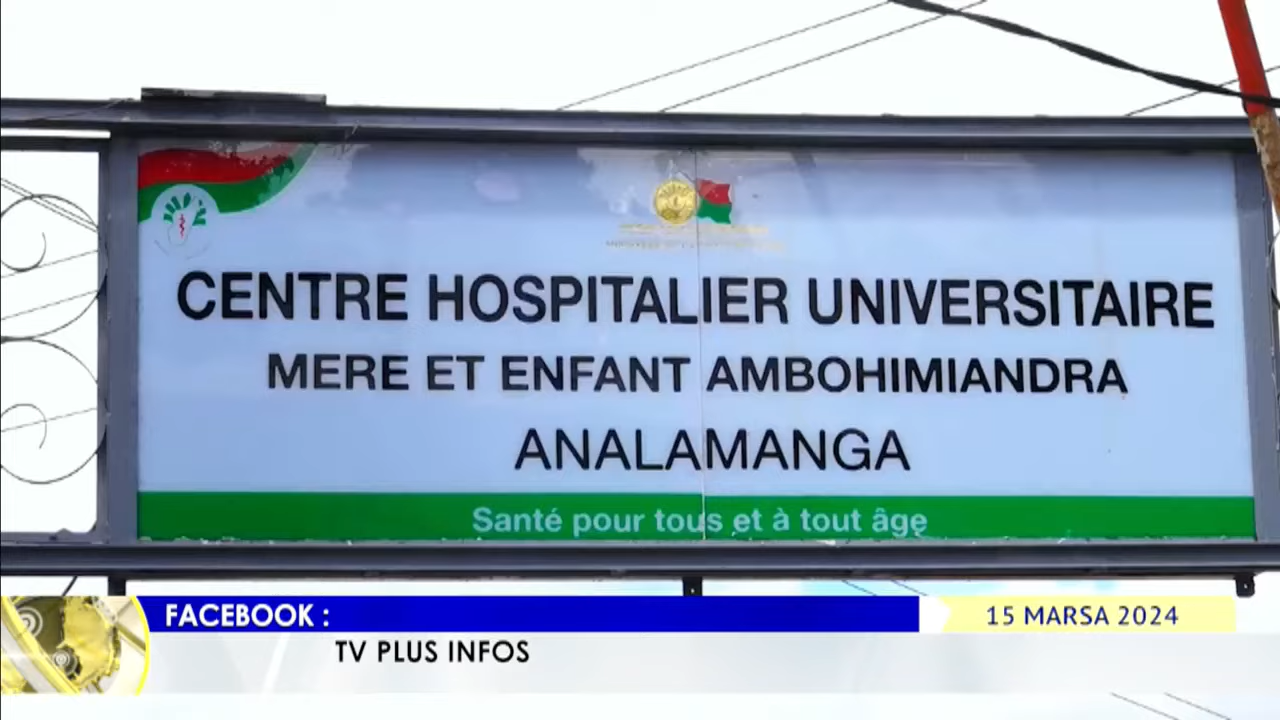 CENTRE HOSPITALIER UNIVERSITAIRE
MERE ET ENFANT AMBOHIMIANDRA
ANALAMANGA
Santé pour tous et à tout âge
FACEBOOK :
15 MARSA 2024
TV PLUS INFOS